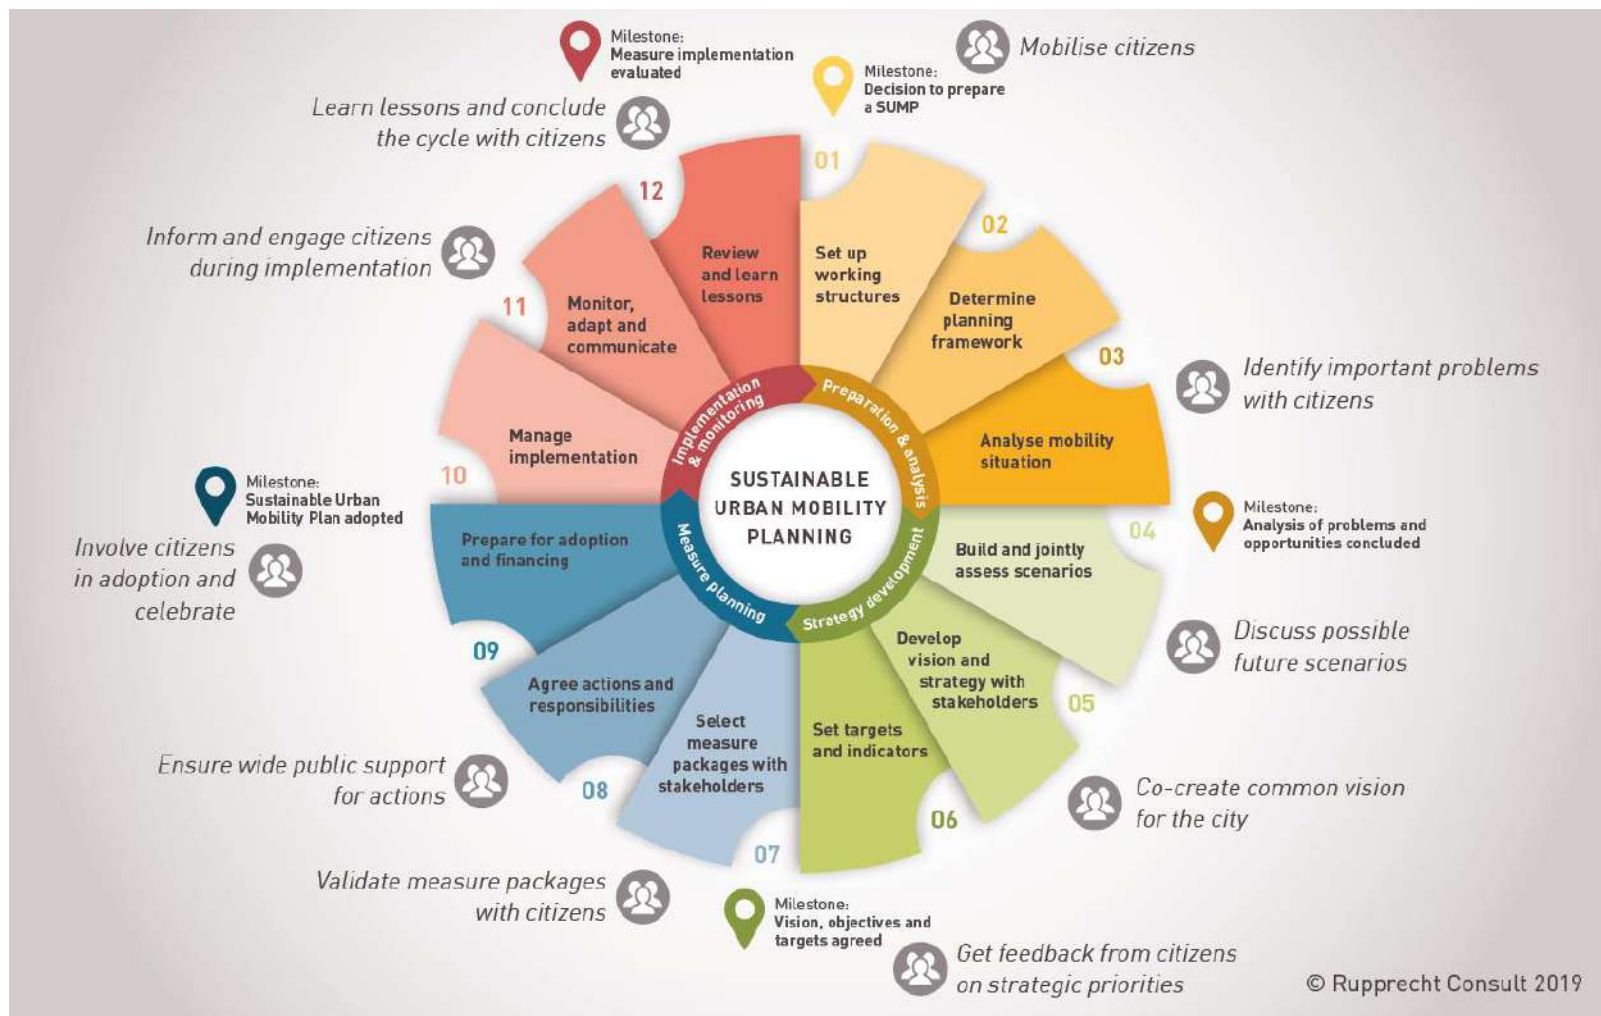 Milestone:
Measure implementation
evaluated
Milestone:
Decision to prepare
a SUMP
Mobilise citizens
Learn lessons and conclude
the cycle with citizens
Inform and engage citizens
during implementation
01
Set up
working
structures
02
Determine
planning
framework
03
Analyse mobility
situation
Identify important problems
with citizens
Milestone:
Analysis of problems and
opportunities concluded
04
Build and jointly
assess scenarios
Discuss possible
future scenarios
05
Develop
vision and
strategy with
stakeholders
Co-create common vision
for the city
06
Set targets
and indicators
Milestone:
Vision, objectives and
targets agreed
Get feedback from citizens
on strategic priorities
07
Select
measure
packages with
stakeholders
Validate measure packages
with citizens
08
Agree actions and
responsibilities
Ensure wide public support
for actions
09
Prepare for adoption
and financing
Involve citizens
in adoption and
celebrate
Milestone:
Sustainable Urban
Mobility Plan adopted
10
Manage
implementation
11
Monitor,
adapt and
communicate
12
Review
and learn
lessons
Preparation & analysis
Strategy development
Measure planning
Implementation
& monitoring
SUSTAINABLE
URBAN MOBILITY
PLANNING
© Rupprecht Consult 2019